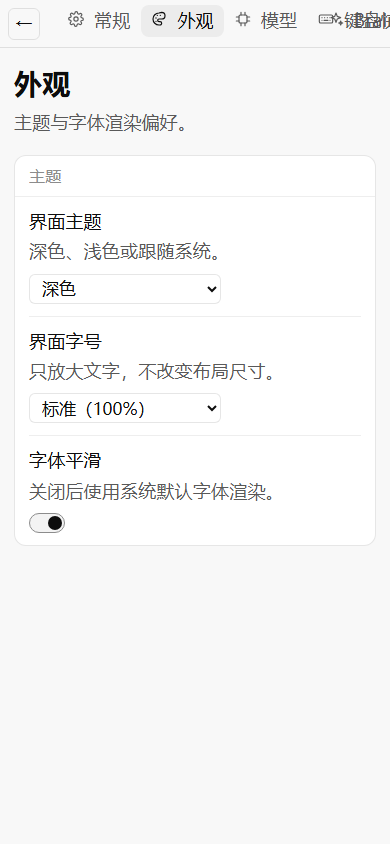 ← 常规 外观 模型
外观
主题与字体渲染偏好。
主题
界面主题
深色、浅色或跟随系统。
深色
界面字号
只放大文字，不改变布局尺寸。
标准（100%）
字体平滑
关闭后使用系统默认字体渲染。